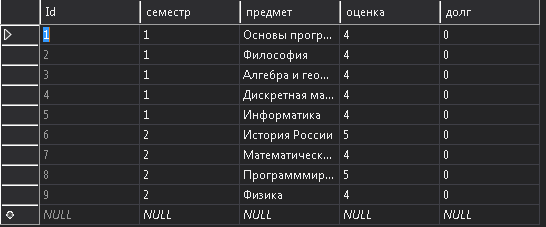 Id семестр предмет оценка долг
1 1 Основы прогр... 4 0
2 1 Философия 4 0
3 1 Алгебра и гео... 4 0
4 1 Дискретная ма... 4 0
5 1 Информатика 4 0
6 2 История России 5 0
7 2 Математическ... 4 0
8 2 Программмир... 5 0
9 2 Физика 4 0
NULL NULL NULL NULL NULL